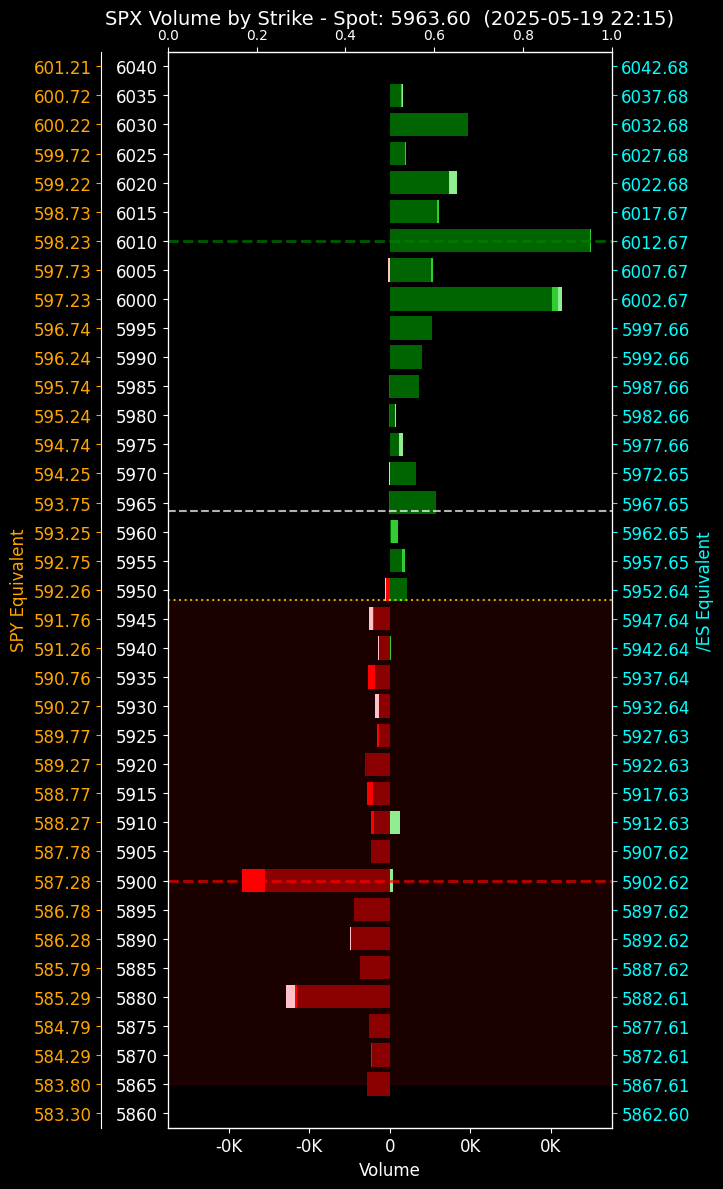 SPX Volume by Strike - Spot: 5963.60 (2025-05-19 22:15)
0.0 0.2 0.4 0.6 0.8 1.0
601.21 6040 6042.68
600.72 6035 6037.68
600.22 6030 6032.68
599.72 6025 6027.68
599.22 6020 6022.68
598.73 6015 6017.67
598.23 6010 6012.67
597.73 6005 6007.67
597.23 6000 6002.67
596.74 5995 5997.66
596.24 5990 5992.66
595.74 5985 5987.66
595.24 5980 5982.66
594.74 5975 5977.66
594.25 5970 5972.65
593.75 5965 5967.65
593.25 5960 5962.65
592.75 5955 5957.65
592.26 5950 5952.64
591.76 5945 5947.64
591.26 5940 5942.64
590.76 5935 5937.64
590.27 5930 5932.64
589.77 5925 5927.63
589.27 5920 5922.63
588.77 5915 5917.63
588.27 5910 5912.63
587.78 5905 5907.62
587.28 5900 5902.62
586.78 5895 5897.62
586.28 5890 5892.62
585.79 5885 5887.62
585.29 5880 5882.61
584.79 5875 5877.61
584.29 5870 5872.61
583.80 5865 5867.61
583.30 5860 5862.60
SPY Equivalent
/ES Equivalent
-0K -0K 0 0K 0K
Volume